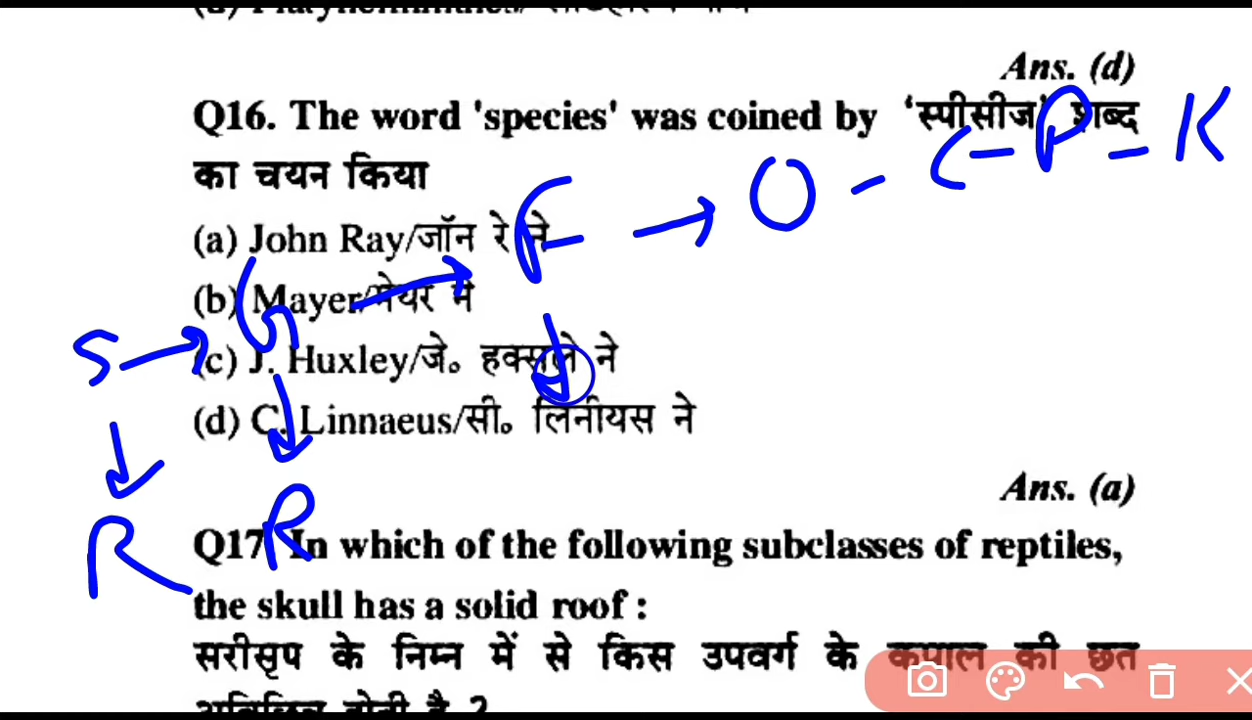 Ans. (d)
Q16. The word 'species' was coined by 'स्पीसीज' शब्द
का चयन किया
(a) John Ray/जॉन रे ने
(b) Mayer/मेयर ने
(c) J. Huxley/जे० हक्सले ने
(d) C. Linnaeus/सी० लिनीयस ने
S → G → F → O - C - P - K
R R
Ans. (a)
Q17. In which of the following subclasses of reptiles,
the skull has a solid roof :
सरीसृप के निम्न में से किस उपवर्ग के कपाल की छत